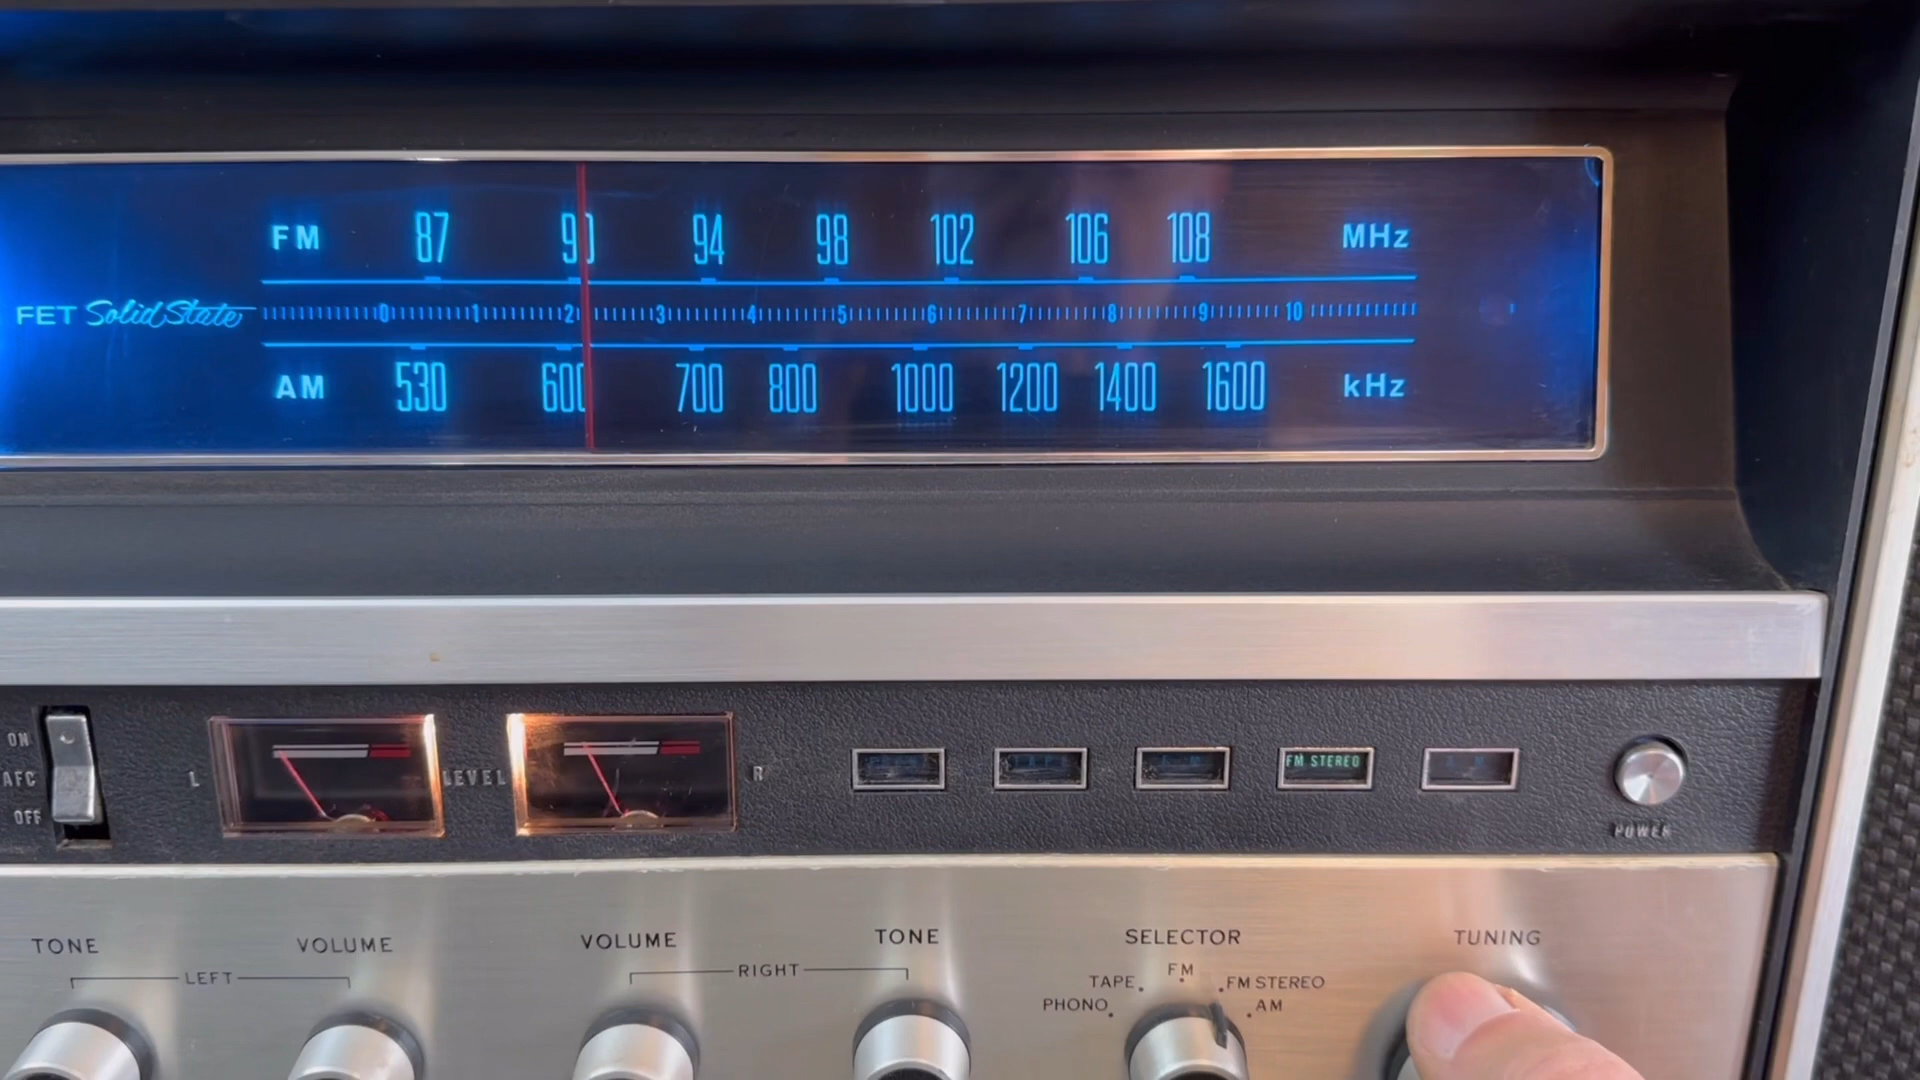 FM 87 90 94 98 102 106 108 MHz
FET Solid State 0 1 2 3 4 5 6 7 8 9 10
AM 530 600 700 800 1000 1200 1400 1600 kHz
ON
AFC
OFF
L LEVEL R
FM STEREO
POWER
TONE VOLUME VOLUME TONE SELECTOR TUNING
LEFT RIGHT
FM
TAPE FM STEREO
PHONO AM